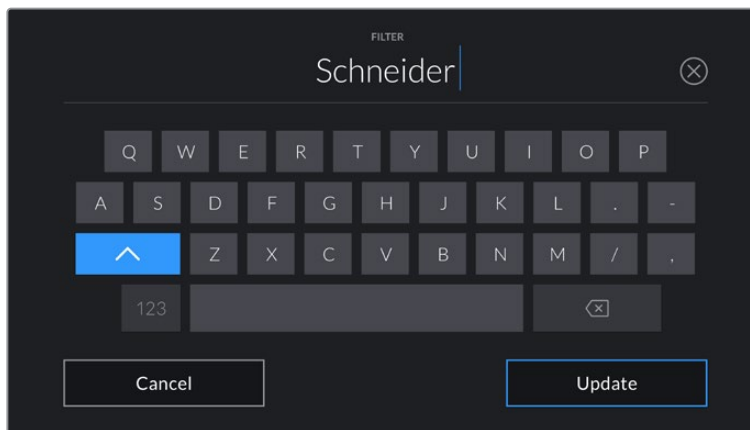 FILTER
Schneider
Q W E R T Y U I O P
A S D F G H J K L . -
Z X C V B N M / ,
123
Cancel Update